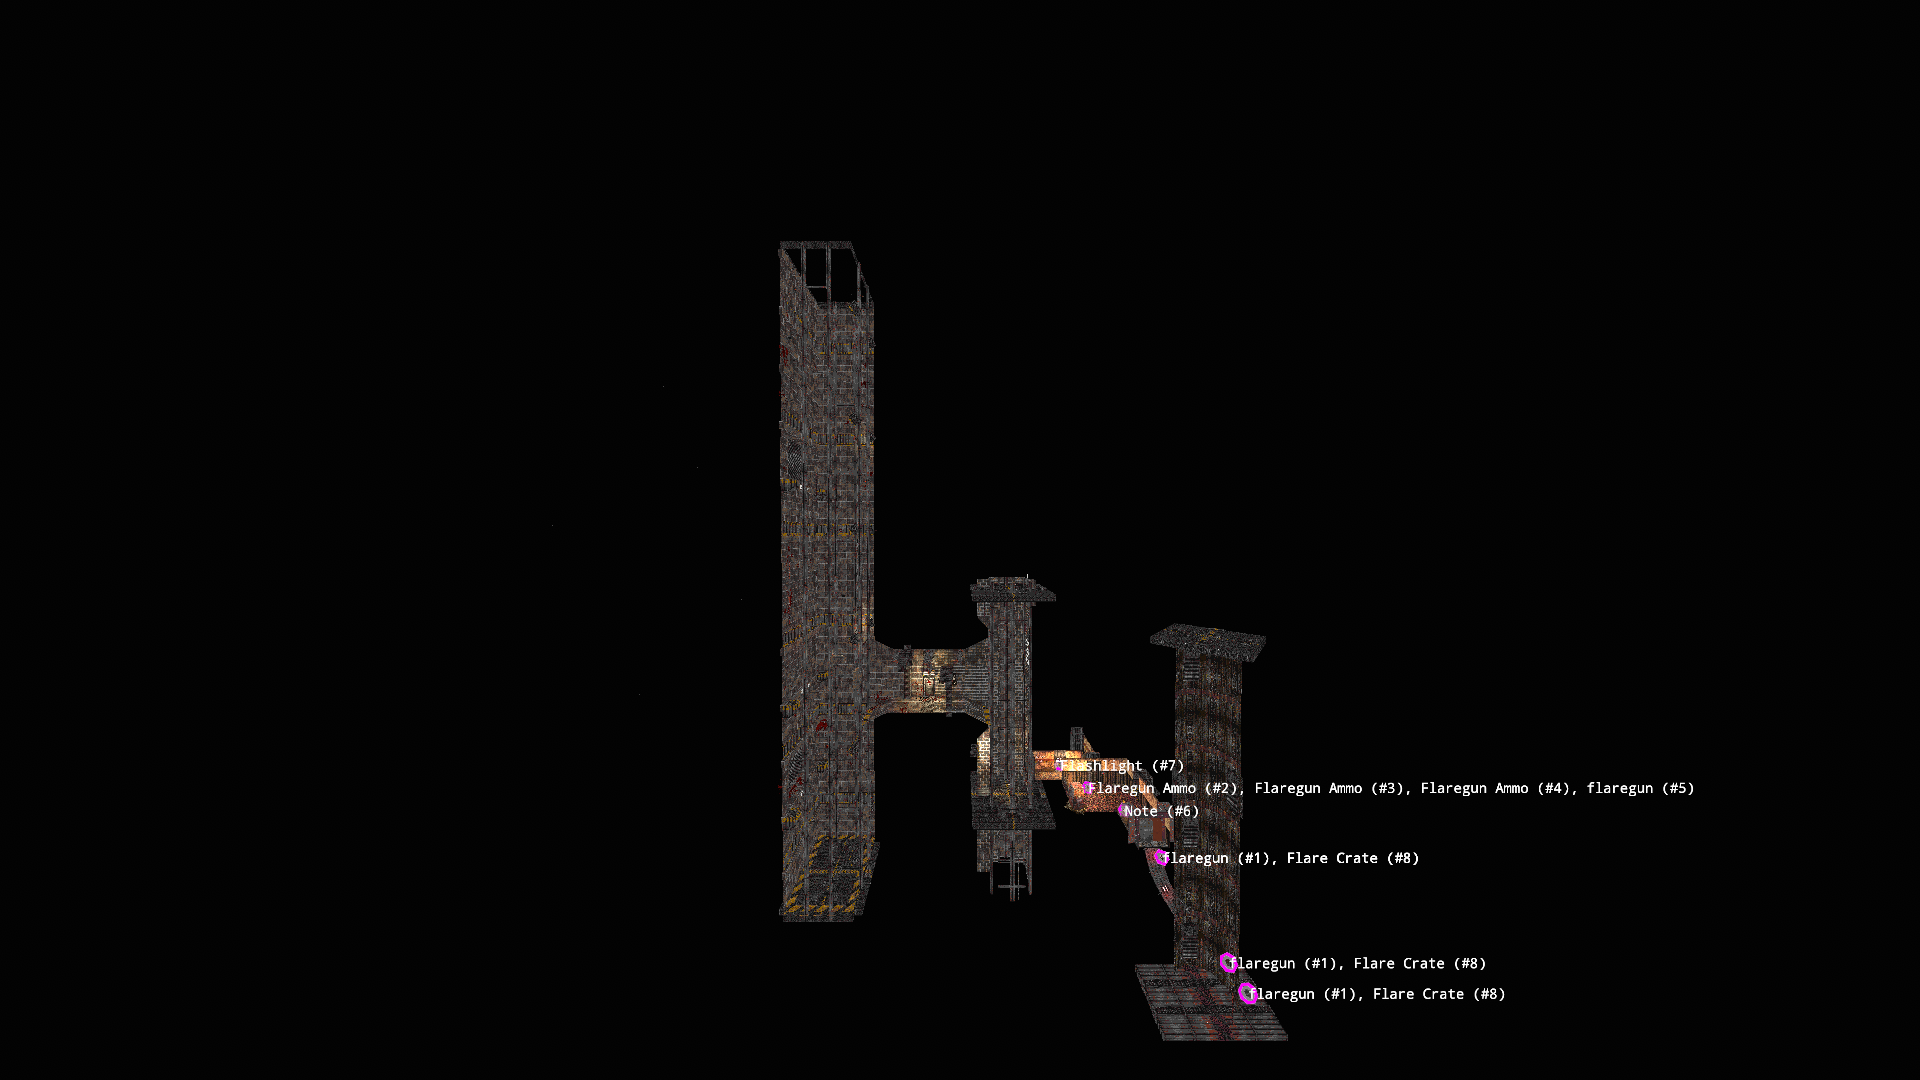 Flashlight (#7)
Flaregun Ammo (#2), Flaregun Ammo (#3), Flaregun Ammo (#4), flaregun (#5)
Note (#6)
flaregun (#1), Flare Crate (#8)
flaregun (#1), Flare Crate (#8)
flaregun (#1), Flare Crate (#8)